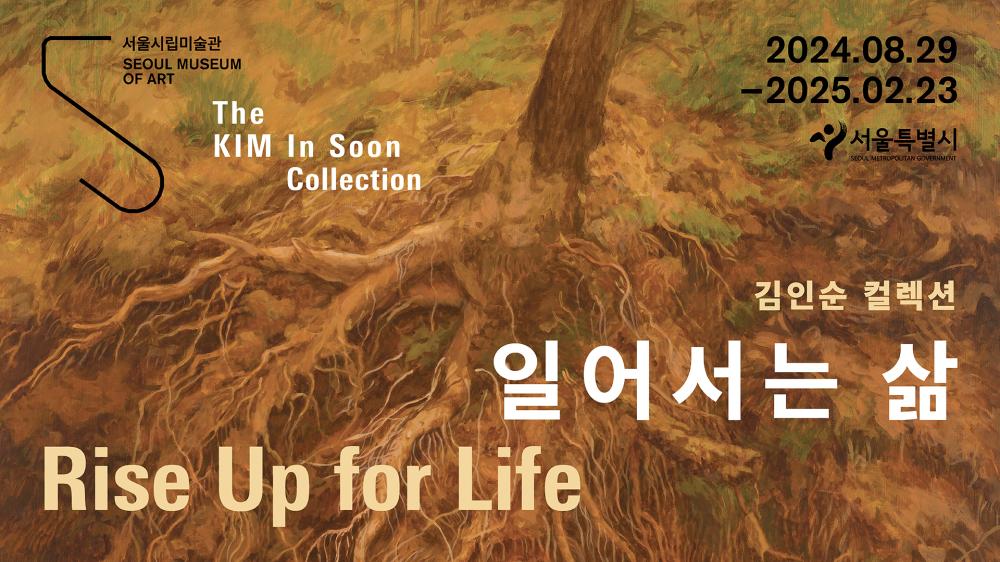 서울시립미술관
SEOUL MUSEUM
OF ART
The
KIM In Soon
Collection
2024.08.29
–2025.02.23
서울특별시
SEOUL METROPOLITAN GOVERNMENT
김인순 컬렉션
일어서는 삶
Rise Up for Life